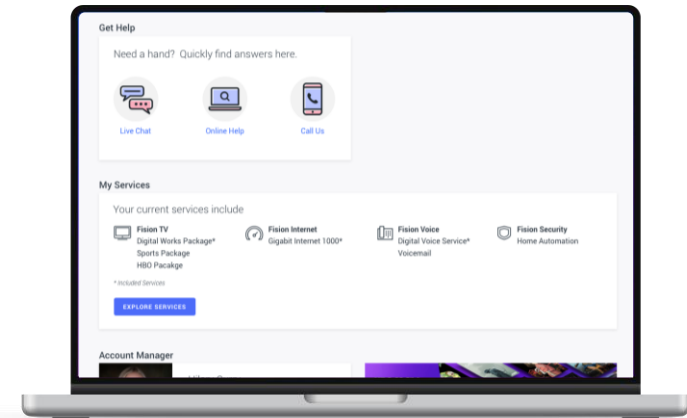 Get Help
Need a hand? Quickly find answers here.
Live Chat
Online Help
Call Us
My Services
Your current services include
Fision TV
Digital Works Package*
Sports Package
HBO Pacakge
Fision Internet
Gigabit Internet 1000*
Fision Voice
Digital Voice Service*
Voicemail
Fision Security
Home Automation
* Included Services
EXPLORE SERVICES
Account Manager